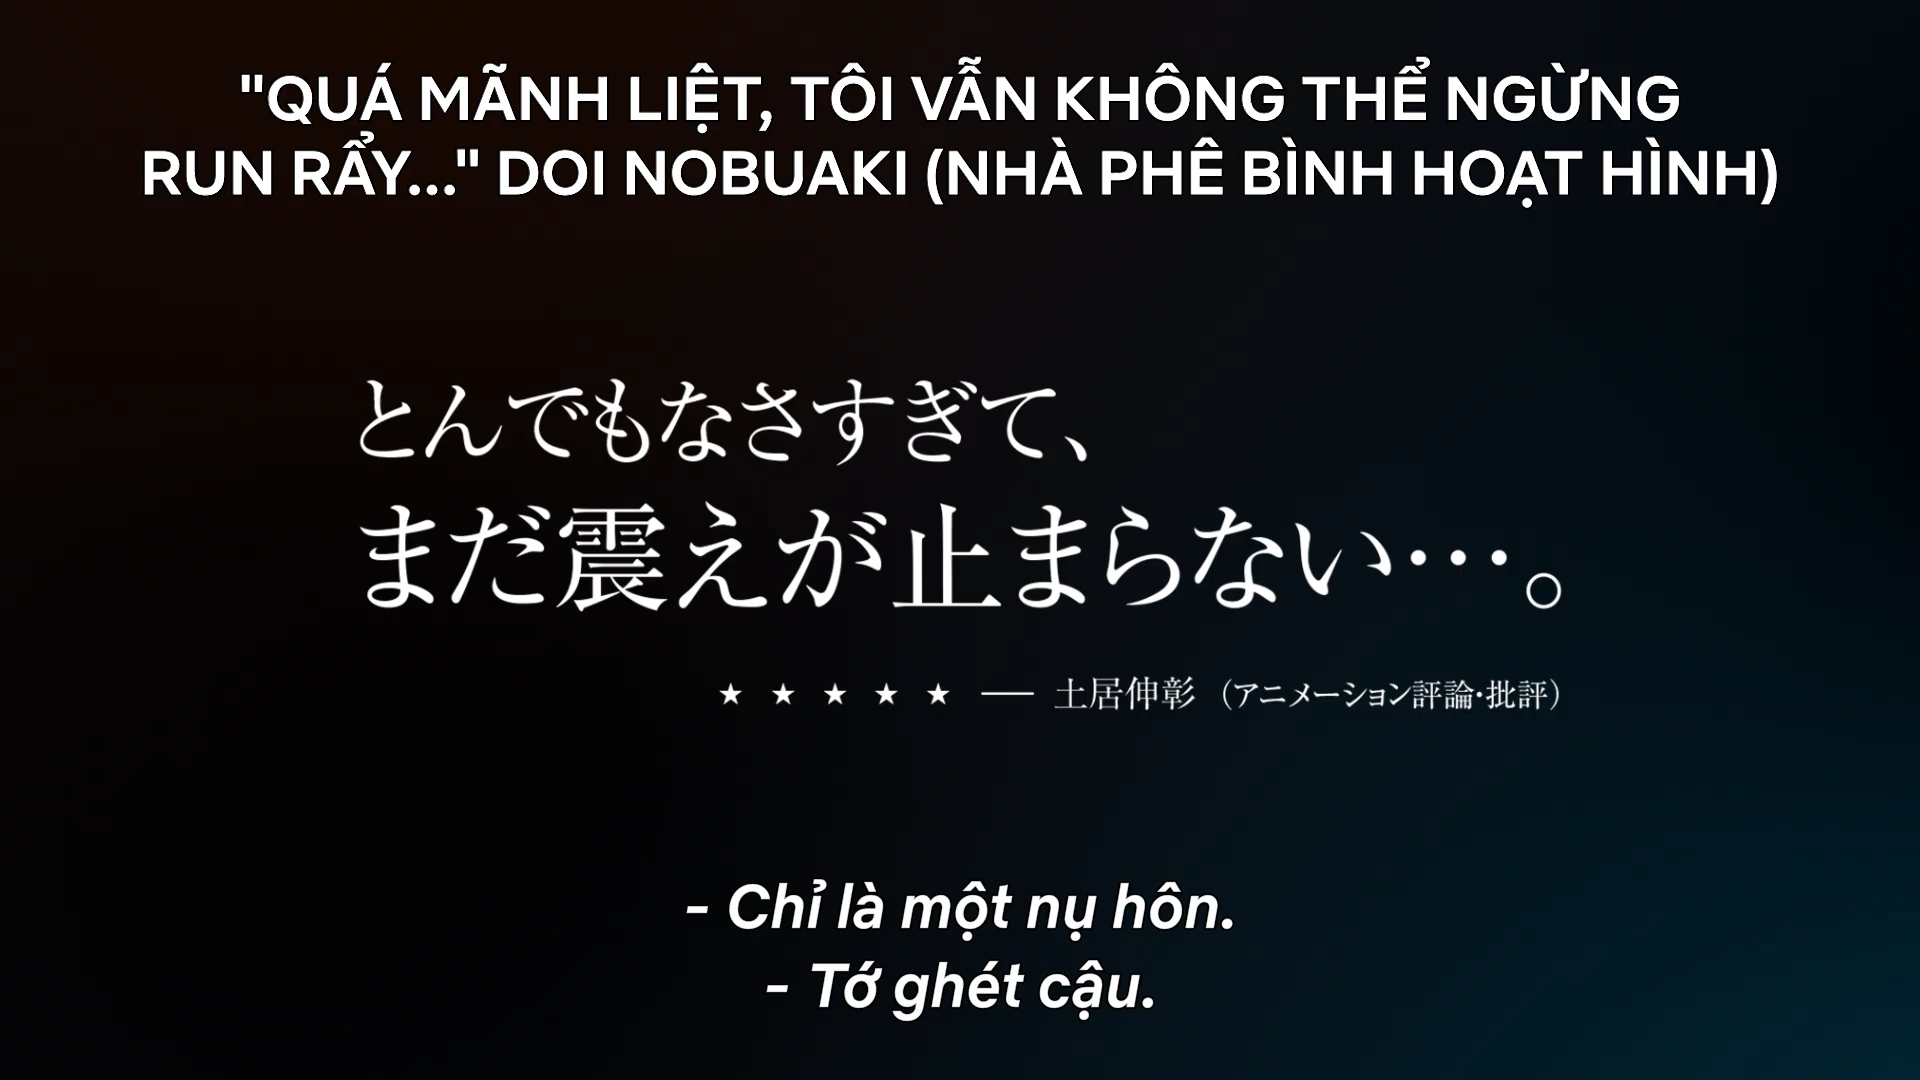 "QUÁ MÃNH LIỆT, TÔI VẪN KHÔNG THỂ NGỪNG
RUN RẨY..." DOI NOBUAKI (NHÀ PHÊ BÌNH HOẠT HÌNH)
とんでもなさすぎて、
まだ震えが止まらない…。
★ ★ ★ ★ ★ — 土居伸彰（アニメーション評論・批評）
- Chỉ là một nụ hôn.
- Tớ ghét cậu.